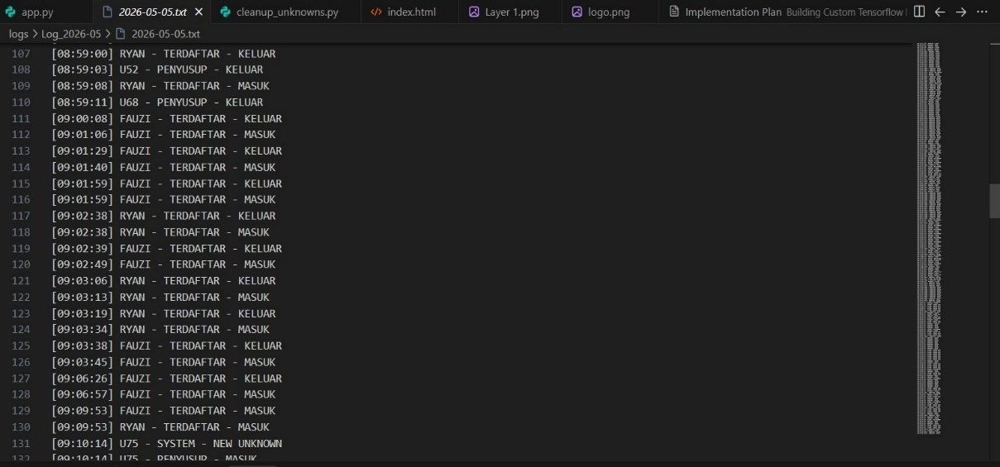 app.py
2026-05-05.txt
cleanup_unknowns.py
index.html
Layer 1.png
logo.png
Implementation Plan Building Custom Tensorflow
logs > Log_2026-05 > 2026-05-05.txt
107 [08:59:00] RYAN - TERDAFTAR - KELUAR
108 [08:59:03] U52 - PENYUSUP - KELUAR
109 [08:59:08] RYAN - TERDAFTAR - MASUK
110 [08:59:11] U68 - PENYUSUP - KELUAR
111 [09:00:08] FAUZI - TERDAFTAR - KELUAR
112 [09:01:06] FAUZI - TERDAFTAR - MASUK
113 [09:01:29] FAUZI - TERDAFTAR - KELUAR
114 [09:01:40] FAUZI - TERDAFTAR - MASUK
115 [09:01:59] FAUZI - TERDAFTAR - KELUAR
116 [09:01:59] FAUZI - TERDAFTAR - MASUK
117 [09:02:38] RYAN - TERDAFTAR - KELUAR
118 [09:02:38] RYAN - TERDAFTAR - MASUK
119 [09:02:39] FAUZI - TERDAFTAR - KELUAR
120 [09:02:49] FAUZI - TERDAFTAR - MASUK
121 [09:03:06] RYAN - TERDAFTAR - KELUAR
122 [09:03:13] RYAN - TERDAFTAR - MASUK
123 [09:03:19] RYAN - TERDAFTAR - KELUAR
124 [09:03:34] RYAN - TERDAFTAR - MASUK
125 [09:03:38] FAUZI - TERDAFTAR - KELUAR
126 [09:03:45] FAUZI - TERDAFTAR - MASUK
127 [09:06:26] FAUZI - TERDAFTAR - KELUAR
128 [09:06:57] FAUZI - TERDAFTAR - MASUK
129 [09:09:53] FAUZI - TERDAFTAR - MASUK
130 [09:09:53] RYAN - TERDAFTAR - MASUK
131 [09:10:14] U75 - SYSTEM - NEW UNKNOWN
132 [09:10:14] U75 - PENYUSUP - MASUK